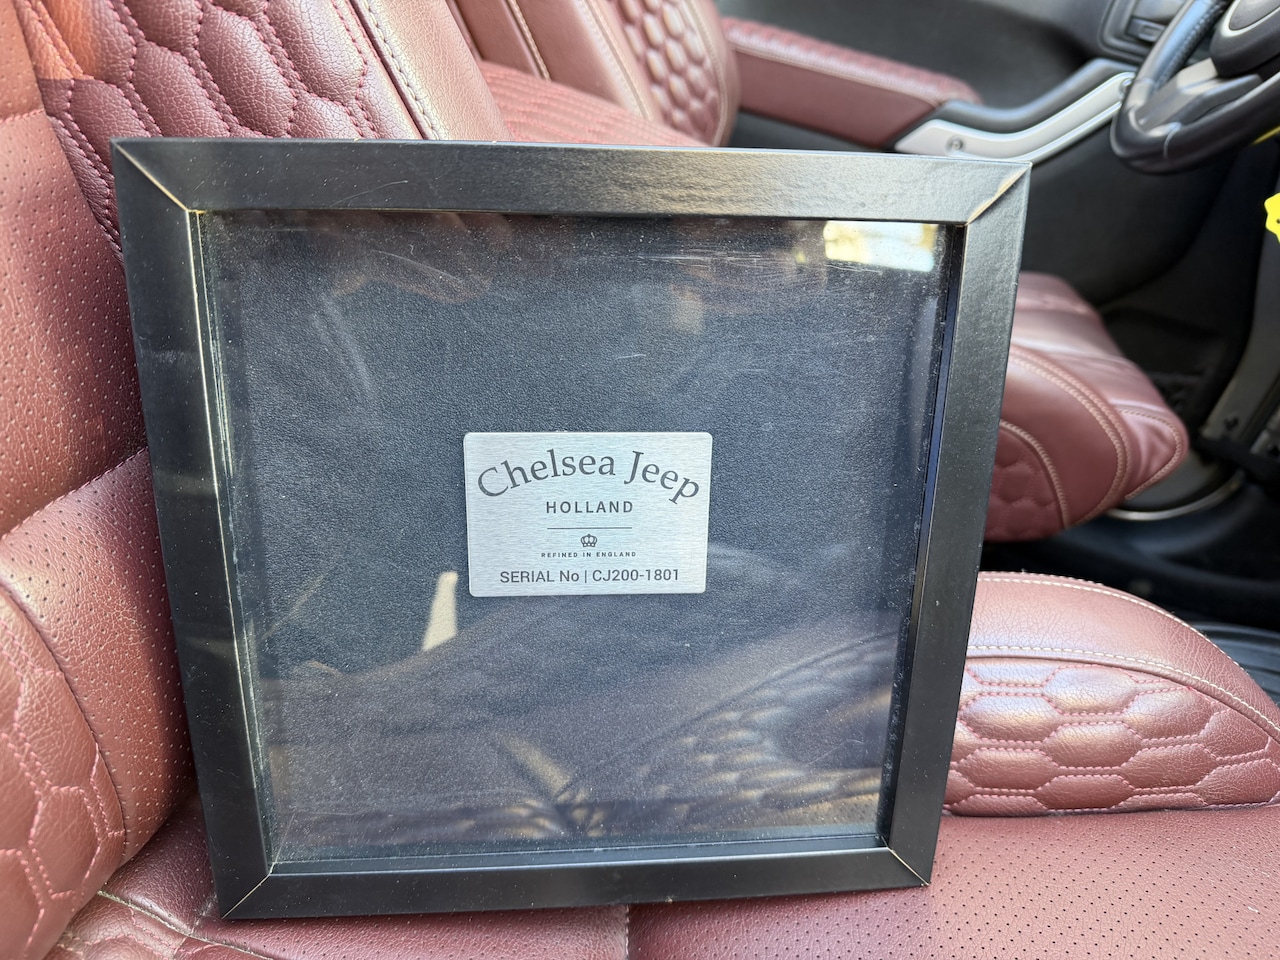 Chelsea Jeep
HOLLAND
REFINED IN ENGLAND
SERIAL No | CJ200-1801